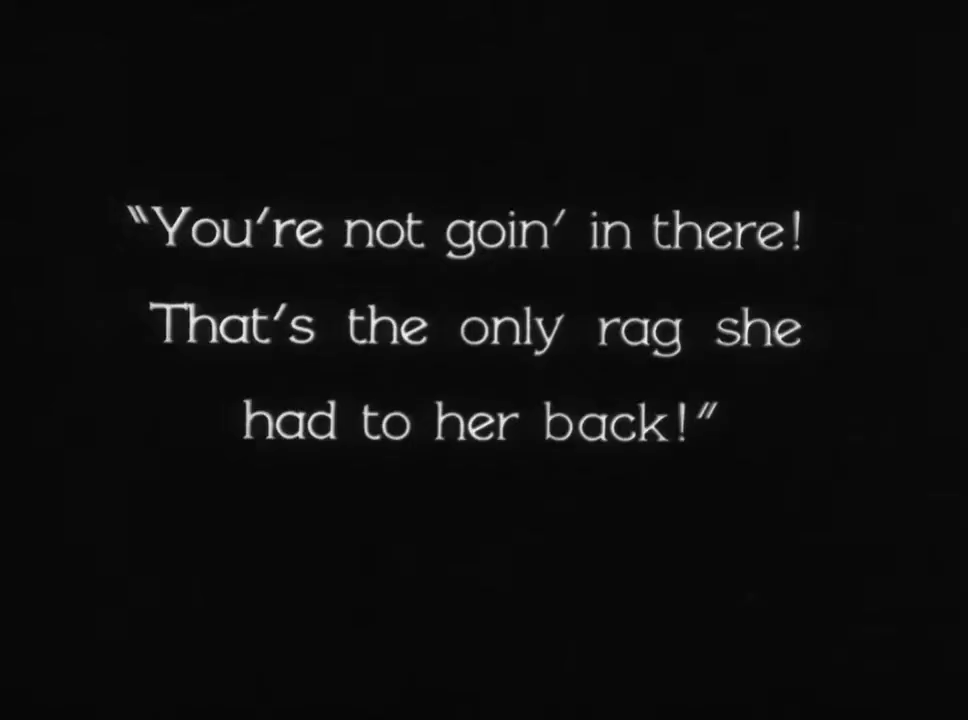 "You're not goin' in there!
That's the only rag she
had to her back!"